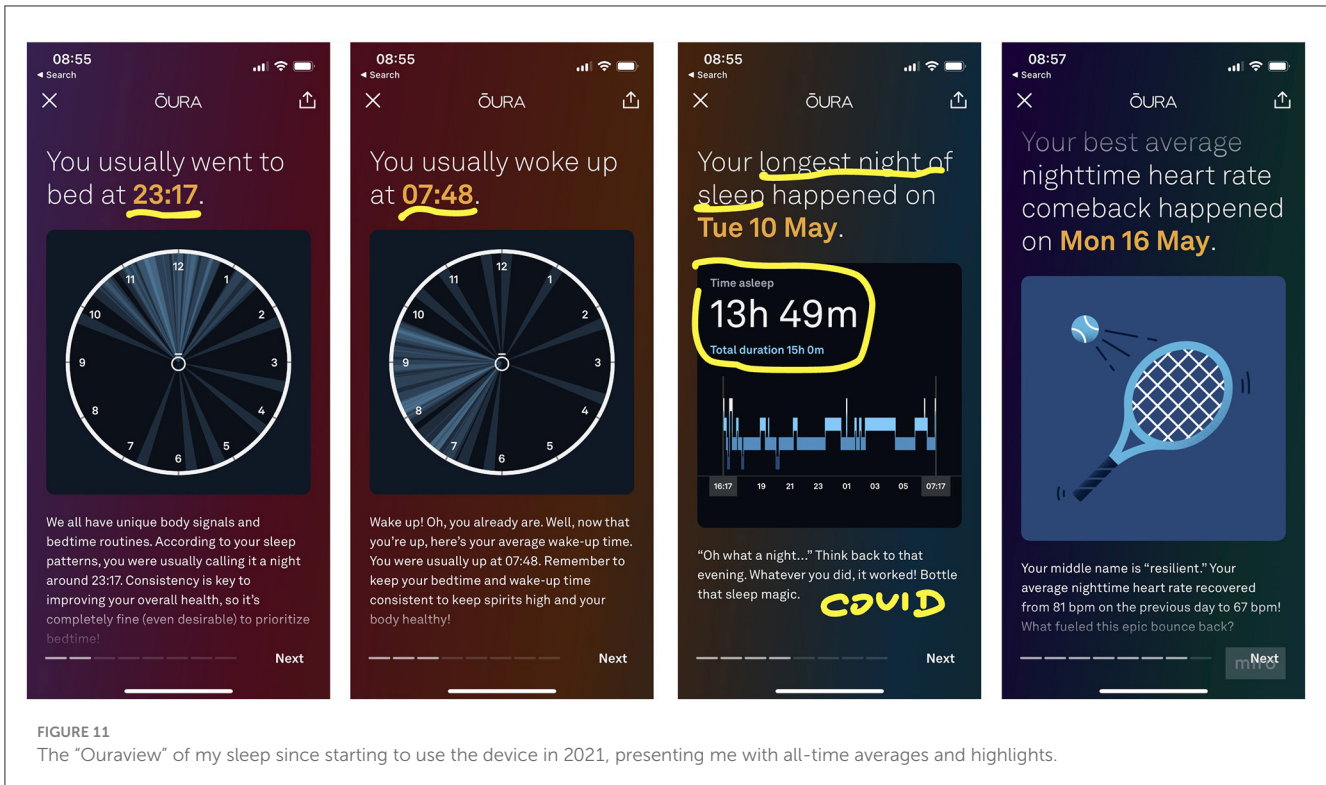 08:55
◄ Search
ŌURA
You usually went to
bed at 23:17.
12
1
2
3
4
5
6
7
8
9
10
11
We all have unique body signals and
bedtime routines. According to your sleep
patterns, you were usually calling it a night
around 23:17. Consistency is key to
improving your overall health, so it's
completely fine (even desirable) to prioritize
bedtime!
Next
08:55
◄ Search
ŌURA
You usually woke up
at 07:48.
12
1
2
3
4
5
6
7
8
9
10
11
Wake up! Oh, you already are. Well, now that
you're up, here's your average wake-up time.
You were usually up at 07:48. Remember to
keep your bedtime and wake-up time
consistent to keep spirits high and your
body healthy!
Next
08:55
◄ Search
ŌURA
Your longest night of
sleep happened on
Tue 10 May.
Time asleep
13h 49m
Total duration 15h 0m
16:17 19 21 23 01 03 05 07:17
"Oh what a night..." Think back to that
evening. Whatever you did, it worked! Bottle
that sleep magic.
COVID
Next
08:57
◄ Search
ŌURA
Your best average
nighttime heart rate
comeback happened
on Mon 16 May.
Your middle name is "resilient." Your
average nighttime heart rate recovered
from 81 bpm on the previous day to 67 bpm!
What fueled this epic bounce back?
Next
miro
FIGURE 11
The "Ouraview" of my sleep since starting to use the device in 2021, presenting me with all-time averages and highlights.